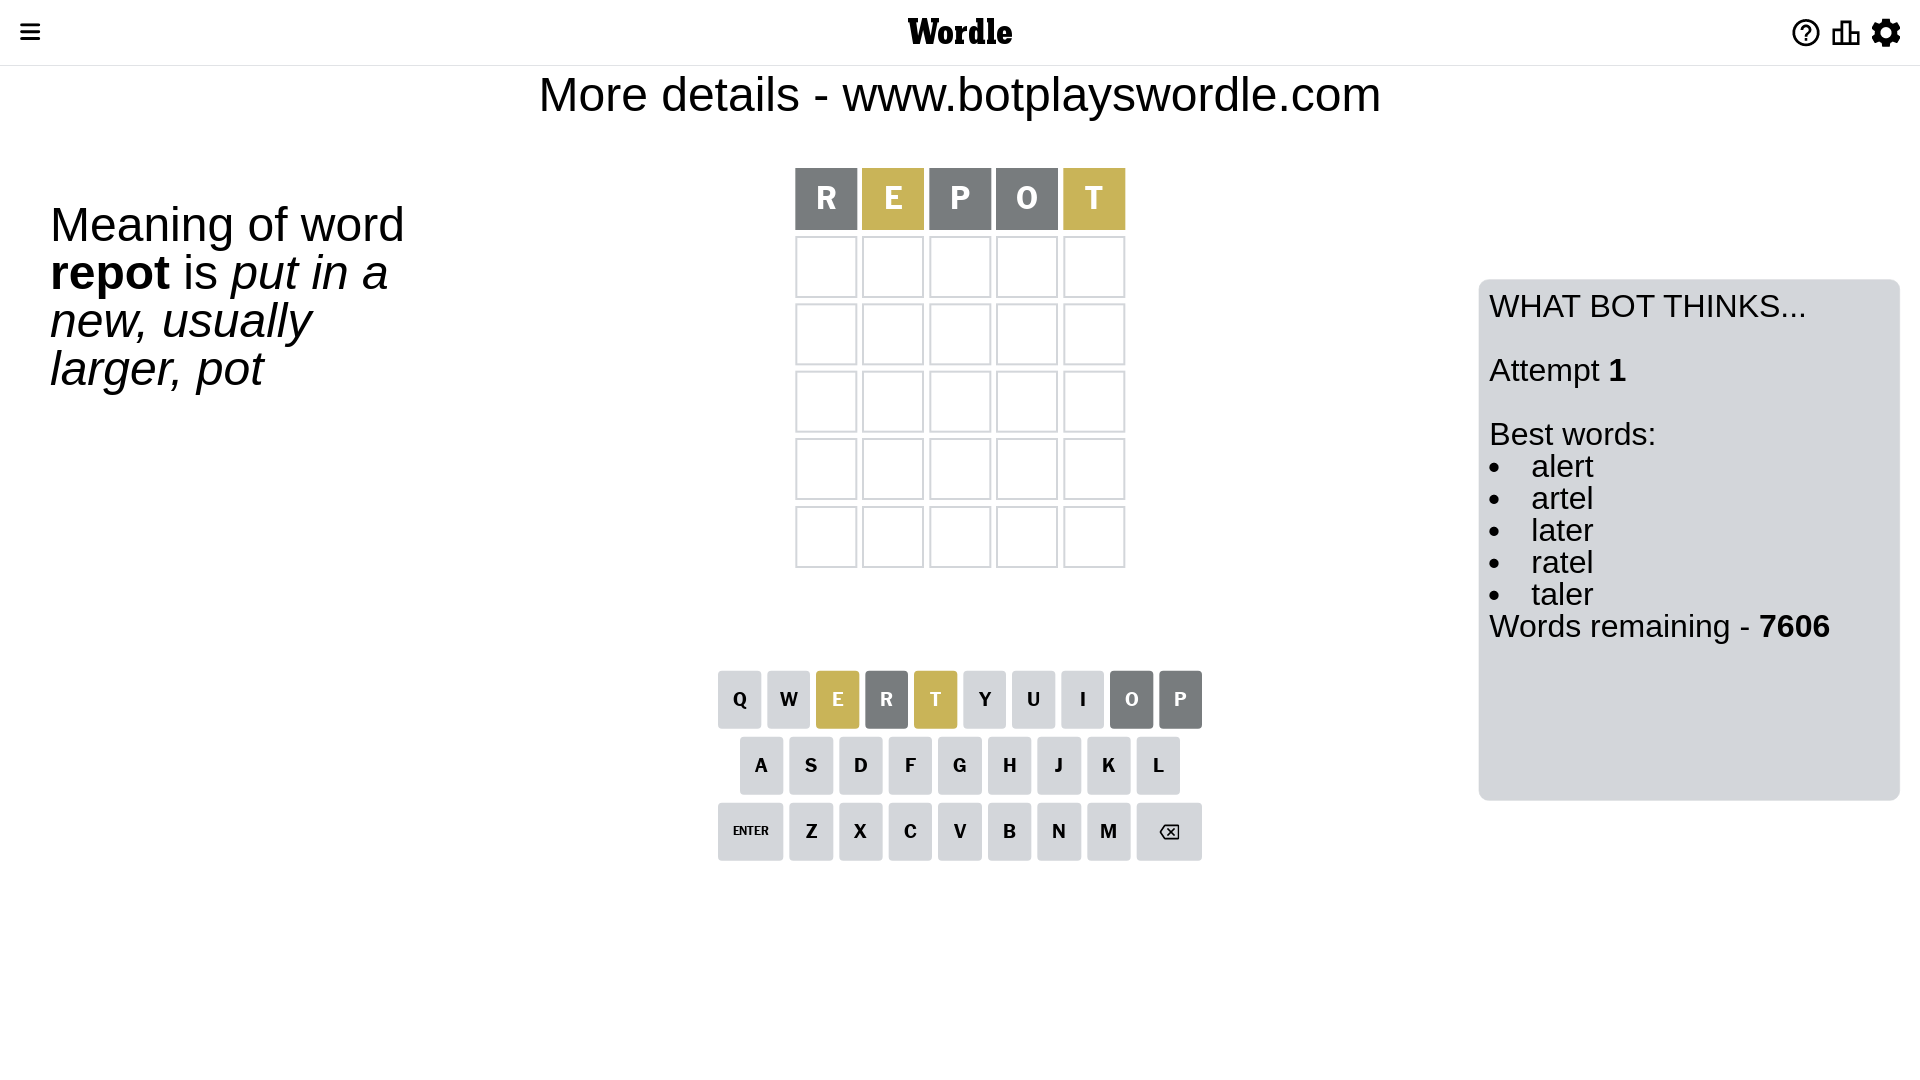 Wordle
More details - www.botplayswordle.com
Meaning of word
repot is put in a
new, usually
larger, pot
R E P O T
WHAT BOT THINKS...
Attempt 1
Best words:
• alert
• artel
• later
• ratel
• taler
Words remaining - 7606
Q W E R T Y U I O P
A S D F G H J K L
ENTER Z X C V B N M